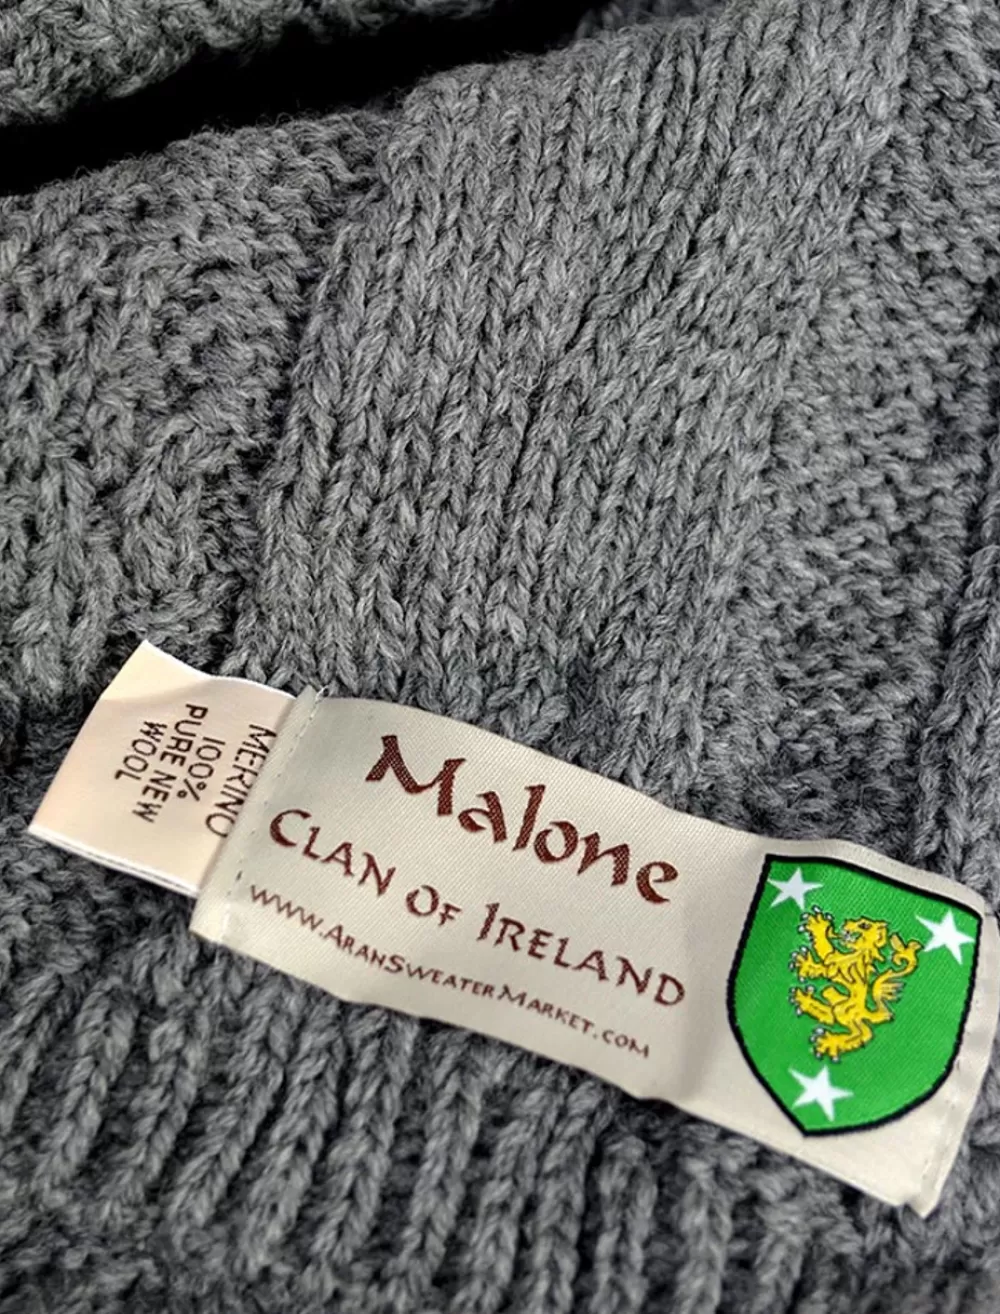 MERINO
100%
PURE NEW
WOOL
Malone
CLAN OF IRELAND
WWW.ARANSWEATERMARKET.COM